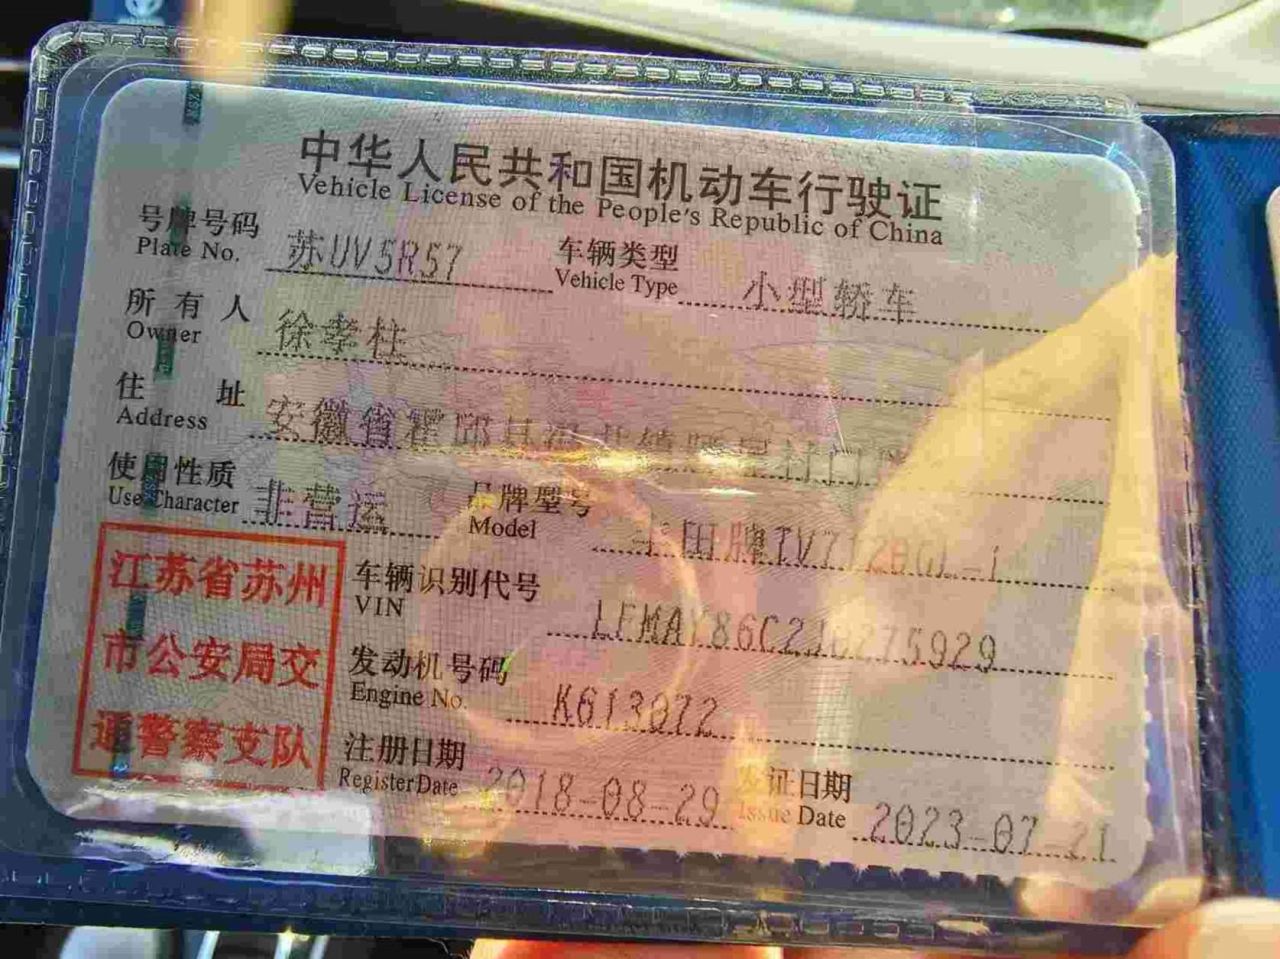 中华人民共和国机动车行驶证
Vehicle License of the People's Republic of China
号牌号码 苏UV5R57 车辆类型 小型轿车
Plate No. Vehicle Type
所有人 徐孝柱
Owner
住址 安徽省霍邱县
Address
使用性质 非营运 品牌型号
Use Character Model
江苏省苏州
市公安局交
通警察支队
车辆识别代号
VIN
发动机号码 K613072
Engine No.
注册日期 2018-08-29 发证日期 2023-07-21
Register Date Issue Date